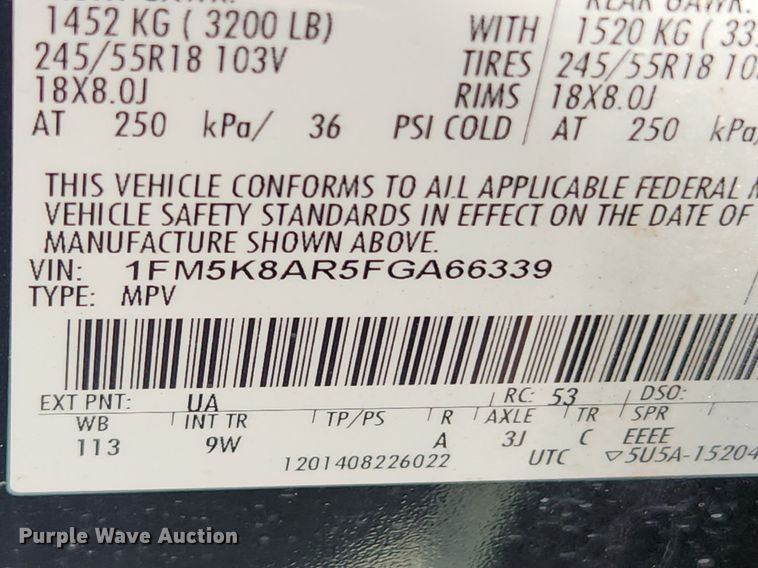 1452 KG ( 3200 LB) WITH 1520 KG (
245/55R18 103V TIRES 245/55R18
18X8.0J RIMS 18X8.0J
AT 250 kPa/ 36 PSI COLD AT 250 kPa/
THIS VEHICLE CONFORMS TO ALL APPLICABLE FEDERAL
VEHICLE SAFETY STANDARDS IN EFFECT ON THE DATE OF
MANUFACTURE SHOWN ABOVE.
VIN: 1FM5K8AR5FGA66339
TYPE: MPV
EXT PNT: UA RC: 53 DSO:
WB INT TR TP/PS R AXLE TR SPR
113 9W A 3J C EEEE
1201408226022 UTC ▽5U5A-15204
Purple Wave Auction